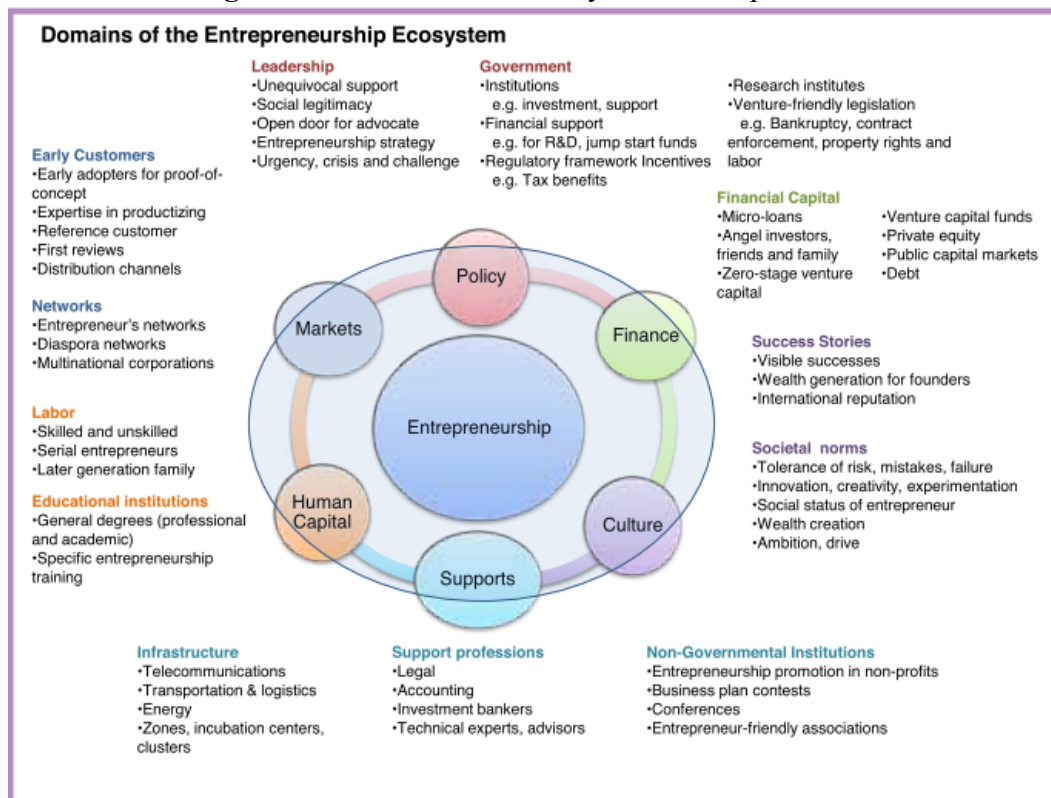 Domains of the Entrepreneurship Ecosystem
Leadership
•Unequivocal support
•Social legitimacy
•Open door for advocate
•Entrepreneurship strategy
•Urgency, crisis and challenge
Government
•Institutions
e.g. investment, support
•Financial support
e.g. for R&D, jump start funds
•Regulatory framework Incentives
e.g. Tax benefits
•Research institutes
•Venture-friendly legislation
e.g. Bankruptcy, contract
enforcement, property rights and
labor
Early Customers
•Early adopters for proof-of-
concept
•Expertise in productizing
•Reference customer
•First reviews
•Distribution channels
Networks
•Entrepreneur's networks
•Diaspora networks
•Multinational corporations
Labor
•Skilled and unskilled
•Serial entrepreneurs
•Later generation family
Educational institutions
•General degrees (professional
and academic)
•Specific entrepreneurship
training
Financial Capital
•Micro-loans
•Angel investors,
friends and family
•Zero-stage venture
capital
•Venture capital funds
•Private equity
•Public capital markets
•Debt
Success Stories
•Visible successes
•Wealth generation for founders
•International reputation
Societal norms
•Tolerance of risk, mistakes, failure
•Innovation, creativity, experimentation
•Social status of entrepreneur
•Wealth creation
•Ambition, drive
Policy
Markets
Finance
Entrepreneurship
Human
Capital
Culture
Supports
Infrastructure
•Telecommunications
•Transportation & logistics
•Energy
•Zones, incubation centers,
clusters
Support professions
•Legal
•Accounting
•Investment bankers
•Technical experts, advisors
Non-Governmental Institutions
•Entrepreneurship promotion in non-profits
•Business plan contests
•Conferences
•Entrepreneur-friendly associations